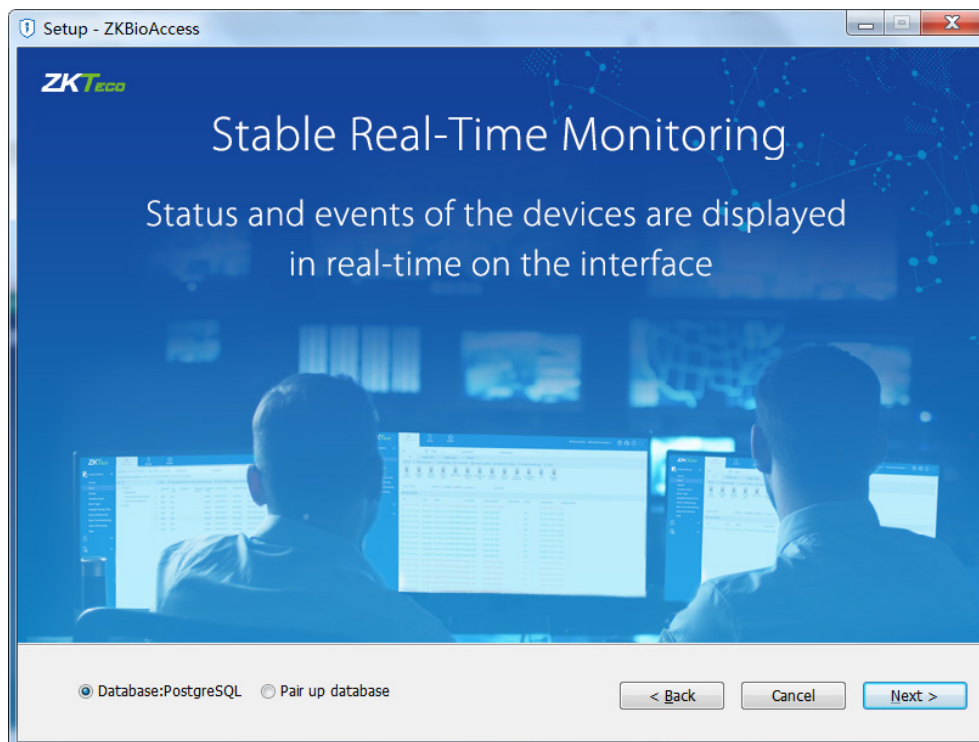 Setup - ZKBioAccess
ZKTeco
Stable Real-Time Monitoring
Status and events of the devices are displayed
in real-time on the interface
Database:PostgreSQL
Pair up database
< Back
Cancel
Next >